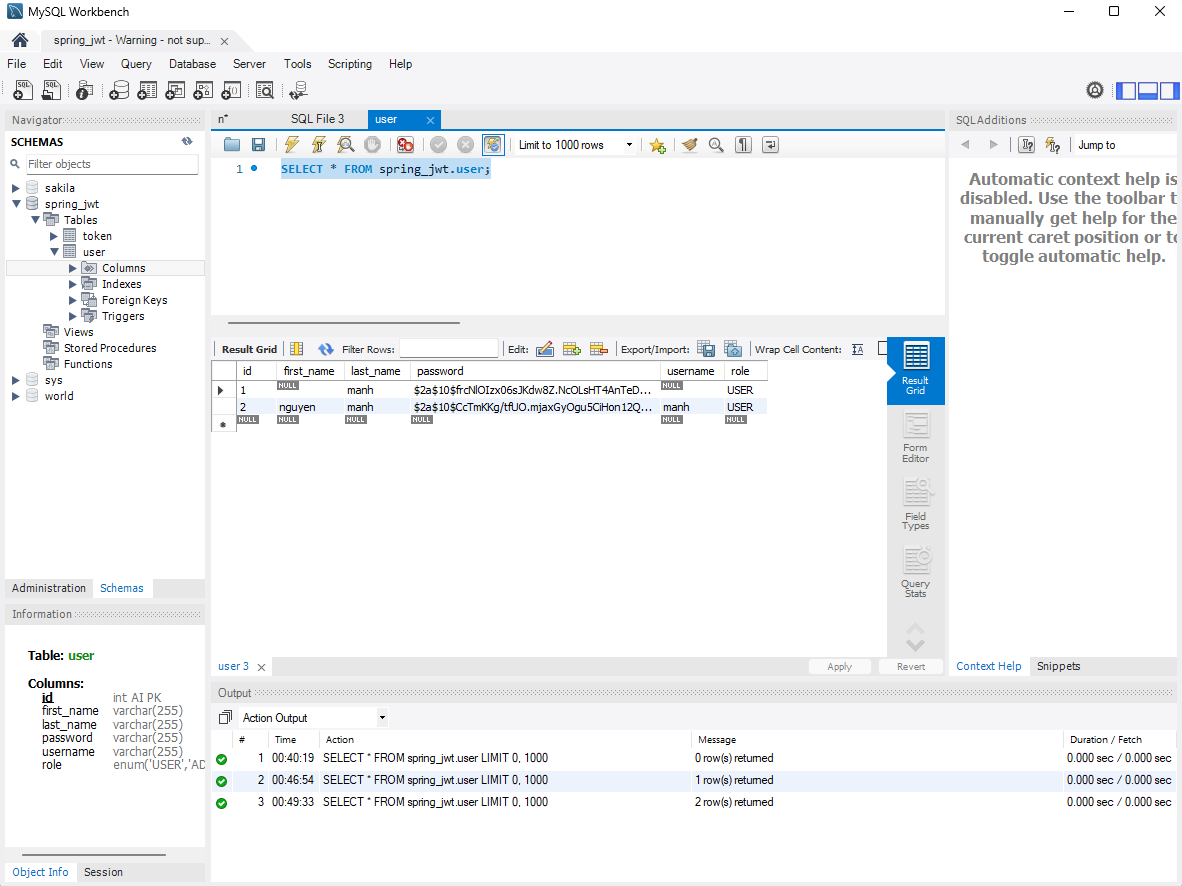 MySQL Workbench
spring_jwt - Warning - not sup...
File Edit View Query Database Server Tools Scripting Help
Navigator
SCHEMAS
Filter objects
sakila
spring_jwt
Tables
token
user
Columns
Indexes
Foreign Keys
Triggers
Views
Stored Procedures
Functions
sys
world
Administration Schemas
Information
Table: user
Columns:
id int AI PK
first_name varchar(255)
last_name varchar(255)
password varchar(255)
username varchar(255)
role enum('USER','AD
Object Info Session
n* SQL File 3 user
Limit to 1000 rows
1 SELECT * FROM spring_jwt.user;
Result Grid Filter Rows: Edit: Export/Import: Wrap Cell Content:
id first_name last_name password username role
1 NULL manh $2a$10$frcNlOIzx06sJKdw8Z.NcOLsHT4AnTeD... NULL USER
2 nguyen manh $2a$10$CcTmKKg/tfUO.mjaxGyOgu5CiHon12Q... manh USER
NULL NULL NULL NULL NULL NULL
Result
Grid
Form
Editor
Field
Types
Query
Stats
user 3 Apply Revert
SQLAdditions
Jump to
Automatic context help is
disabled. Use the toolbar t
manually get help for the
current caret position or to
toggle automatic help.
Context Help Snippets
Output
Action Output
# Time Action Message Duration / Fetch
1 00:40:19 SELECT * FROM spring_jwt.user LIMIT 0, 1000 0 row(s) returned 0.000 sec / 0.000 sec
2 00:46:54 SELECT * FROM spring_jwt.user LIMIT 0, 1000 1 row(s) returned 0.000 sec / 0.000 sec
3 00:49:33 SELECT * FROM spring_jwt.user LIMIT 0, 1000 2 row(s) returned 0.000 sec / 0.000 sec